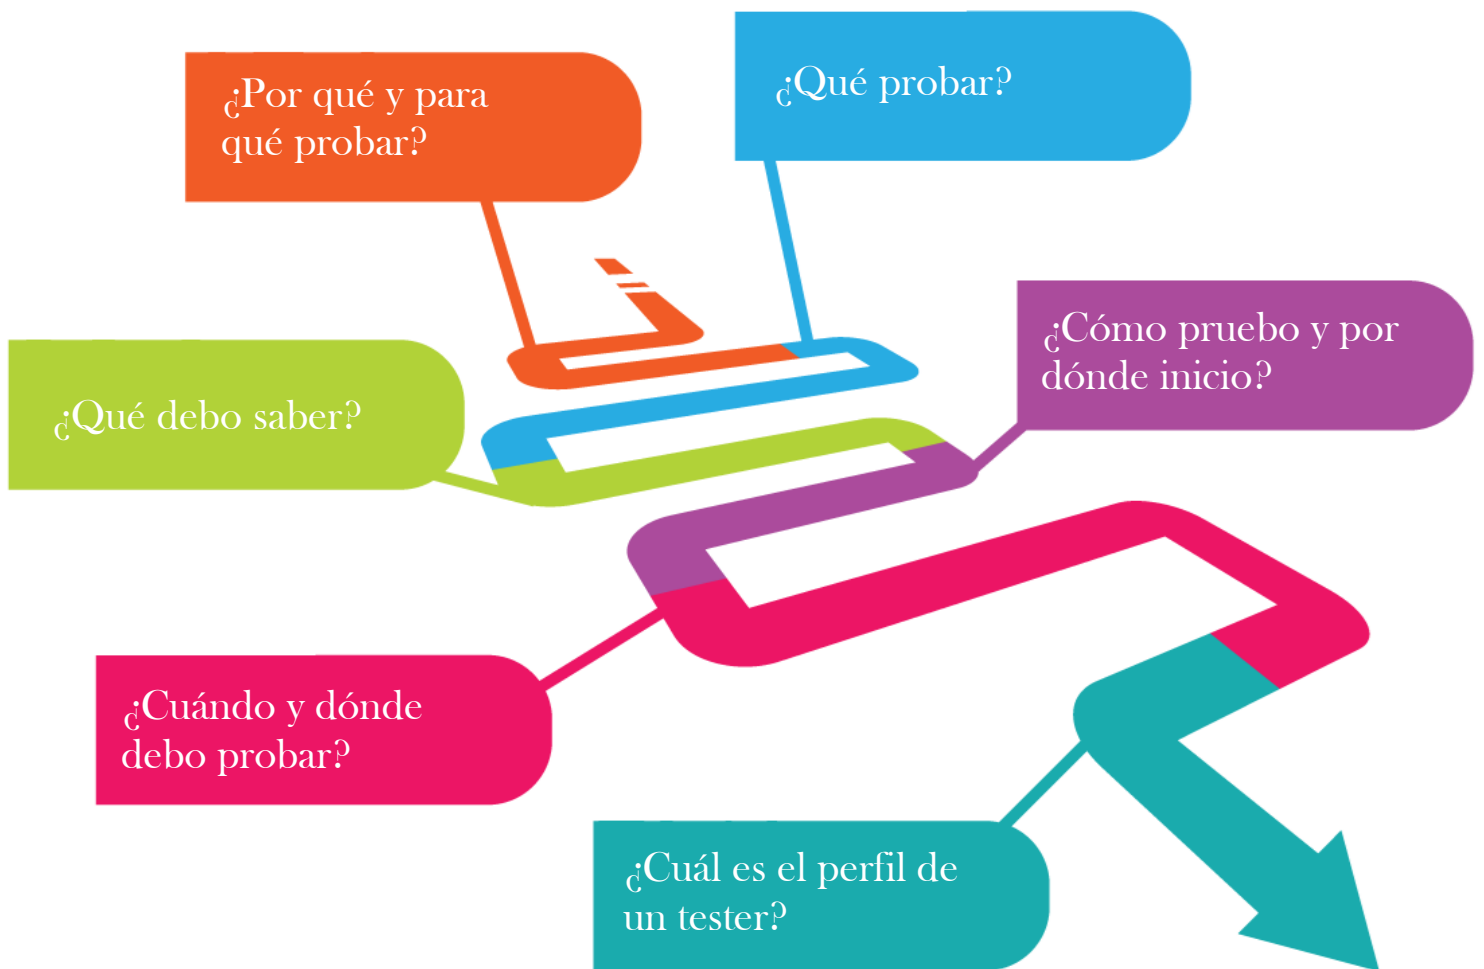 ¿Por qué y para
qué probar?
¿Qué probar?
¿Qué debo saber?
¿Cómo pruebo y por
dónde inicio?
¿Cuándo y dónde
debo probar?
¿Cuál es el perfil de
un tester?